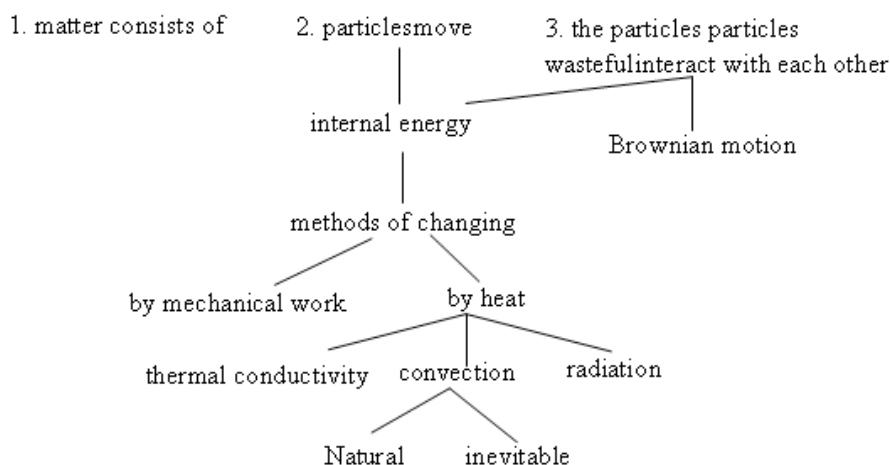 1. matter consists of
2. particlesmove
3. the particles particles
wastefulinteract with each other
internal energy
Brownian motion
methods of changing
by mechanical work
by heat
thermal conductivity
convection
radiation
Natural
inevitable